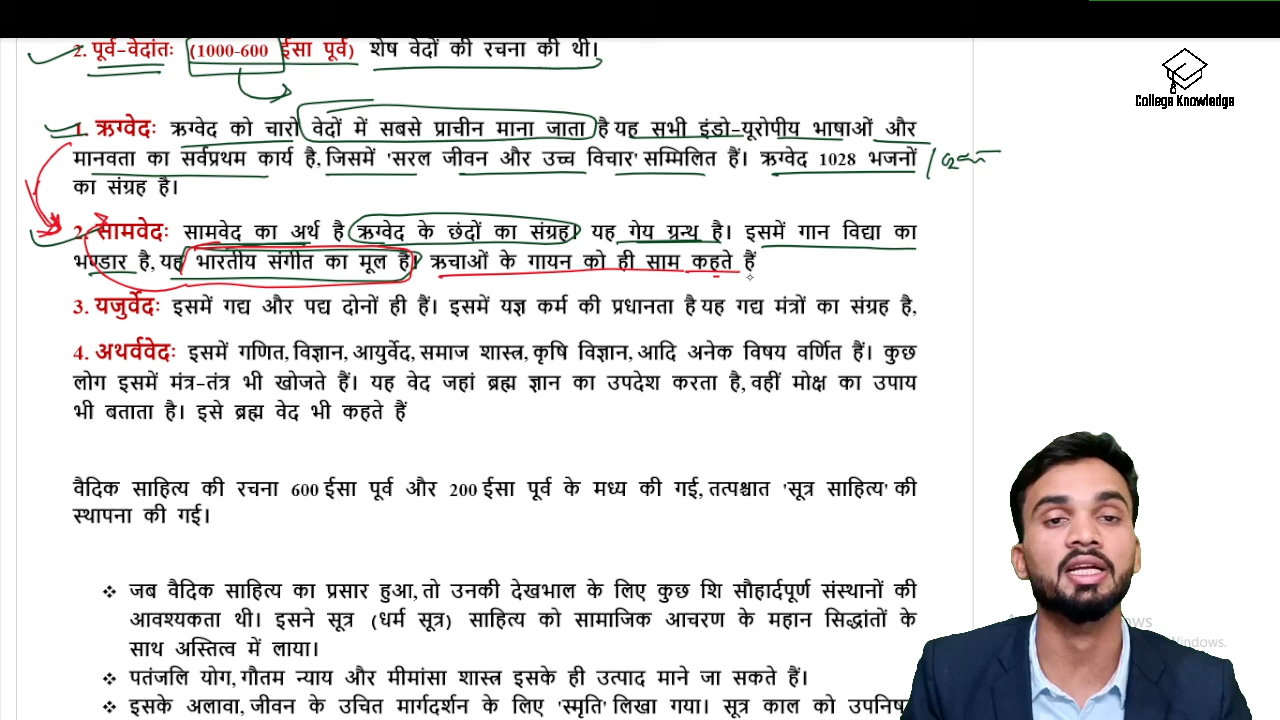 2. पूर्व-वेदांतः (1000-600 ईसा पूर्व) शेष वेदों की रचना की थी।
College Knowledge
1. ऋग्वेदः ऋग्वेद को चारो वेदों में सबसे प्राचीन माना जाता है यह सभी इंडो-यूरोपीय भाषाओं और
मानवता का सर्वप्रथम कार्य है, जिसमें 'सरल जीवन और उच्च विचार' सम्मिलित हैं। ऋग्वेद 1028 भजनों
का संग्रह है।
2. सामवेदः सामवेद का अर्थ है ऋग्वेद के छंदों का संग्रह। यह गेय ग्रन्थ है। इसमें गान विद्या का
भण्डार है, यह भारतीय संगीत का मूल है। ऋचाओं के गायन को ही साम कहते हैं
3. यजुर्वेदः इसमें गद्य और पद्य दोनों ही हैं। इसमें यज्ञ कर्म की प्रधानता है यह गद्य मंत्रों का संग्रह है,
4. अथर्ववेदः इसमें गणित, विज्ञान, आयुर्वेद, समाज शास्त्र, कृषि विज्ञान, आदि अनेक विषय वर्णित हैं। कुछ
लोग इसमें मंत्र-तंत्र भी खोजते हैं। यह वेद जहां ब्रह्म ज्ञान का उपदेश करता है, वहीं मोक्ष का उपाय
भी बताता है। इसे ब्रह्म वेद भी कहते हैं
वैदिक साहित्य की रचना 600 ईसा पूर्व और 200 ईसा पूर्व के मध्य की गई, तत्पश्चात 'सूत्र साहित्य' की
स्थापना की गई।
❖ जब वैदिक साहित्य का प्रसार हुआ, तो उनकी देखभाल के लिए कुछ शि सौहार्दपूर्ण संस्थानों की
आवश्यकता थी। इसने सूत्र (धर्म सूत्र) साहित्य को सामाजिक आचरण के महान सिद्धांतों के
साथ अस्तित्व में लाया।
❖ पतंजलि योग, गौतम न्याय और मीमांसा शास्त्र इसके ही उत्पाद माने जा सकते हैं।
❖ इसके अलावा, जीवन के उचित मार्गदर्शन के लिए 'स्मृति' लिखा गया। सूत्र काल को